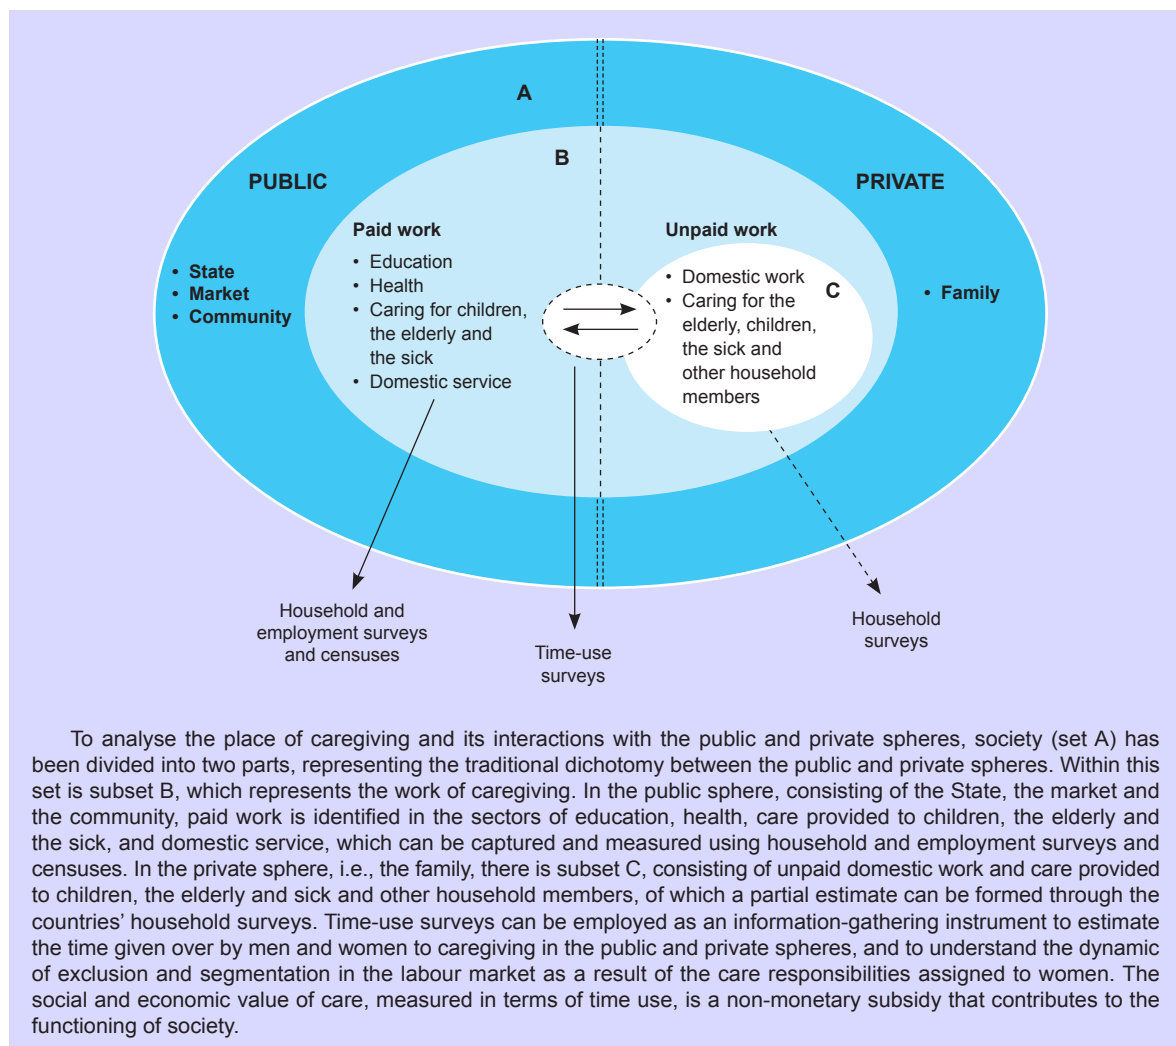 A
B
PUBLIC
PRIVATE
Paid work
• Education
• Health
• Caring for children,
the elderly and
the sick
• Domestic service
Unpaid work
• Domestic work
• Caring for the
elderly, children,
the sick and
other household
members
C
• State
• Market
• Community
• Family
Household and
employment surveys
and censuses
Time-use
surveys
Household
surveys
To analyse the place of caregiving and its interactions with the public and private spheres, society (set A) has
been divided into two parts, representing the traditional dichotomy between the public and private spheres. Within this
set is subset B, which represents the work of caregiving. In the public sphere, consisting of the State, the market and
the community, paid work is identified in the sectors of education, health, care provided to children, the elderly and
the sick, and domestic service, which can be captured and measured using household and employment surveys and
censuses. In the private sphere, i.e., the family, there is subset C, consisting of unpaid domestic work and care provided
to children, the elderly and sick and other household members, of which a partial estimate can be formed through the
countries' household surveys. Time-use surveys can be employed as an information-gathering instrument to estimate
the time given over by men and women to caregiving in the public and private spheres, and to understand the dynamic
of exclusion and segmentation in the labour market as a result of the care responsibilities assigned to women. The
social and economic value of care, measured in terms of time use, is a non-monetary subsidy that contributes to the
functioning of society.